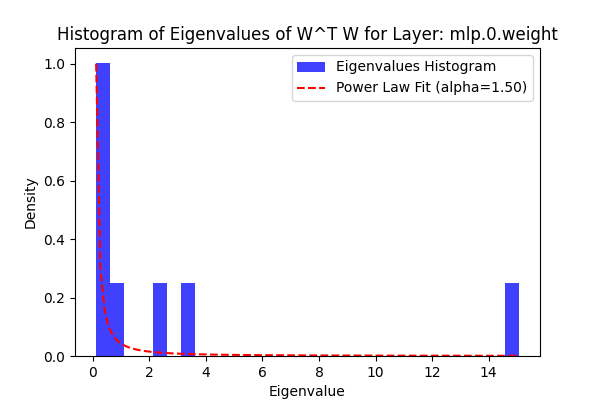 Histogram of Eigenvalues of W^T W for Layer: mlp.0.weight
Eigenvalues Histogram
Power Law Fit (alpha=1.50)
1.0
0.8
0.6
0.4
0.2
0.0
Density
0 2 4 6 8 10 12 14
Eigenvalue